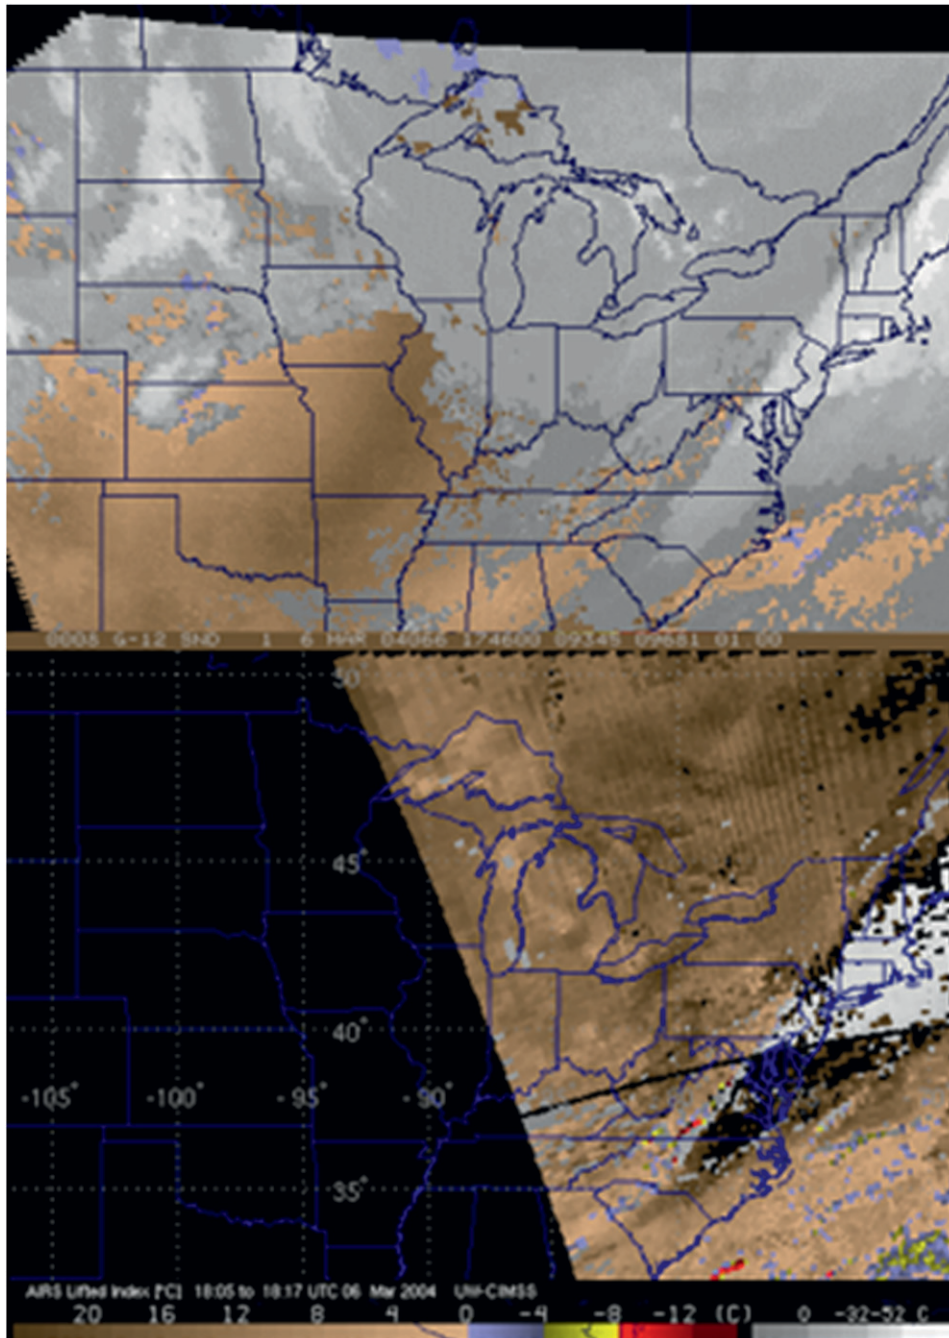 0008 G-12 SND 1 6 MAR 04066 174600 09345 09681 01.00
50°
45°
40°
-105° -100° -95° -90°
35°
AIRS Lifted Index [°C] 18:05 to 18:17 UTC 06 Mar 2004 UW-CIMSS
20 16 12 8 4 0 -4 -8 -12 (C) 0 -32-52 C